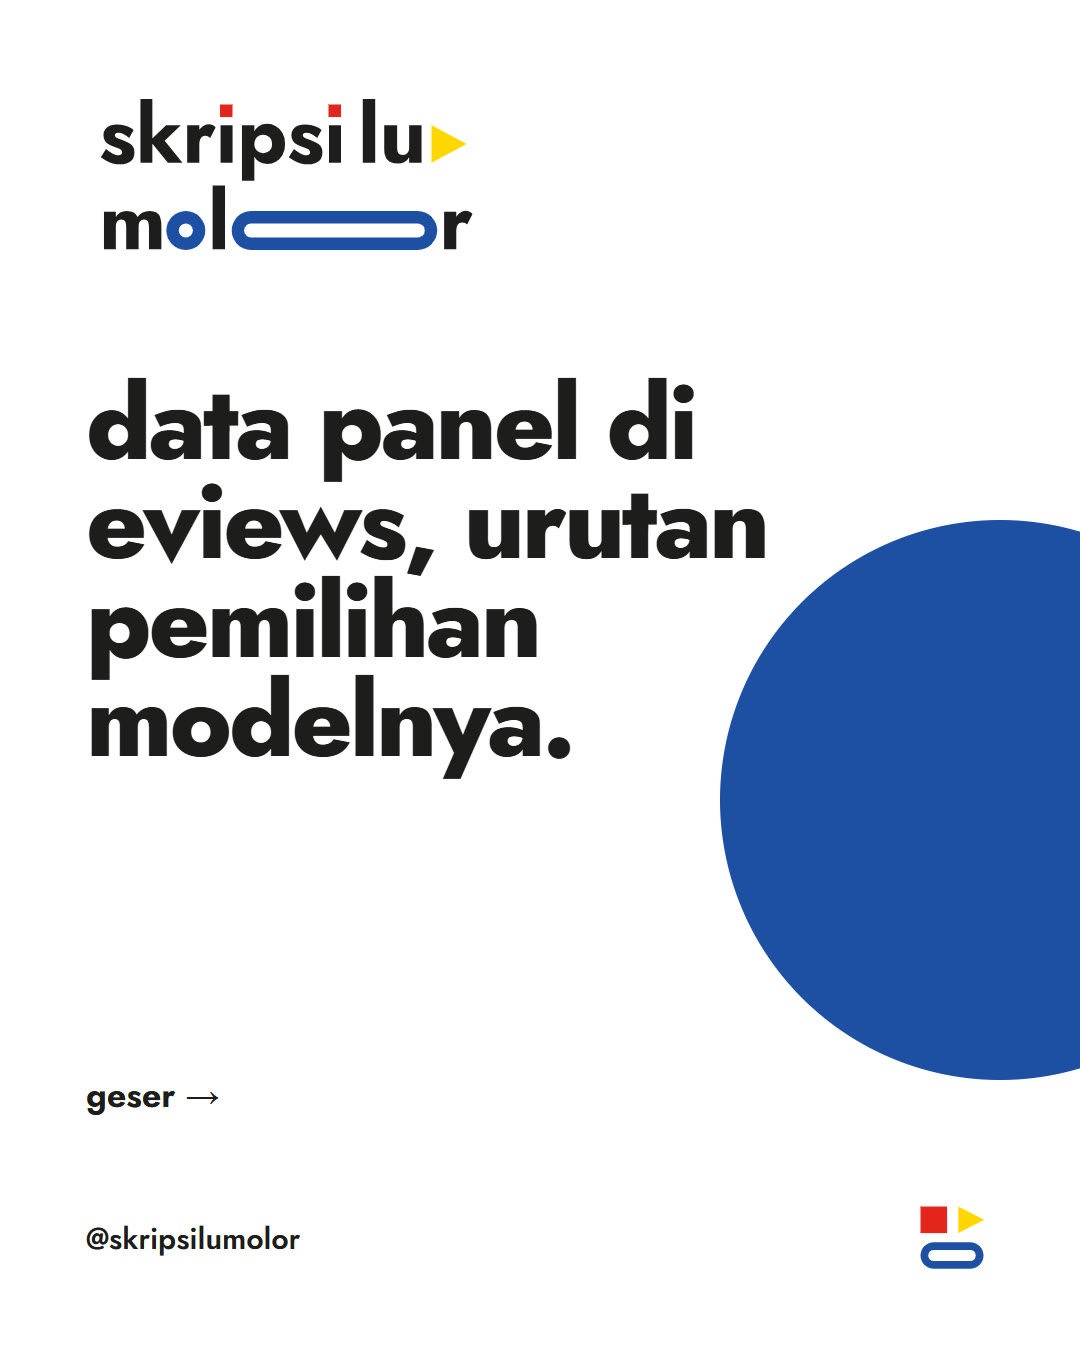 skripsi lu
molor
data panel di
eviews, urutan
pemilihan
modelnya.
geser →
@skripsilumolor